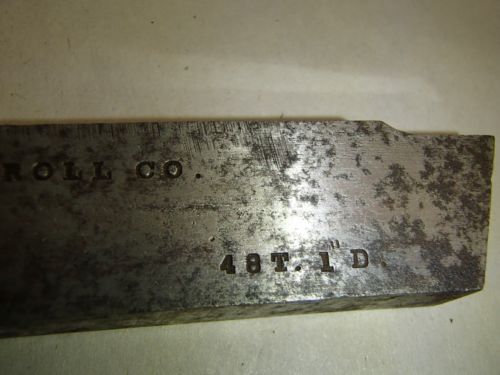 ROLL CO.
48T. 1" D.